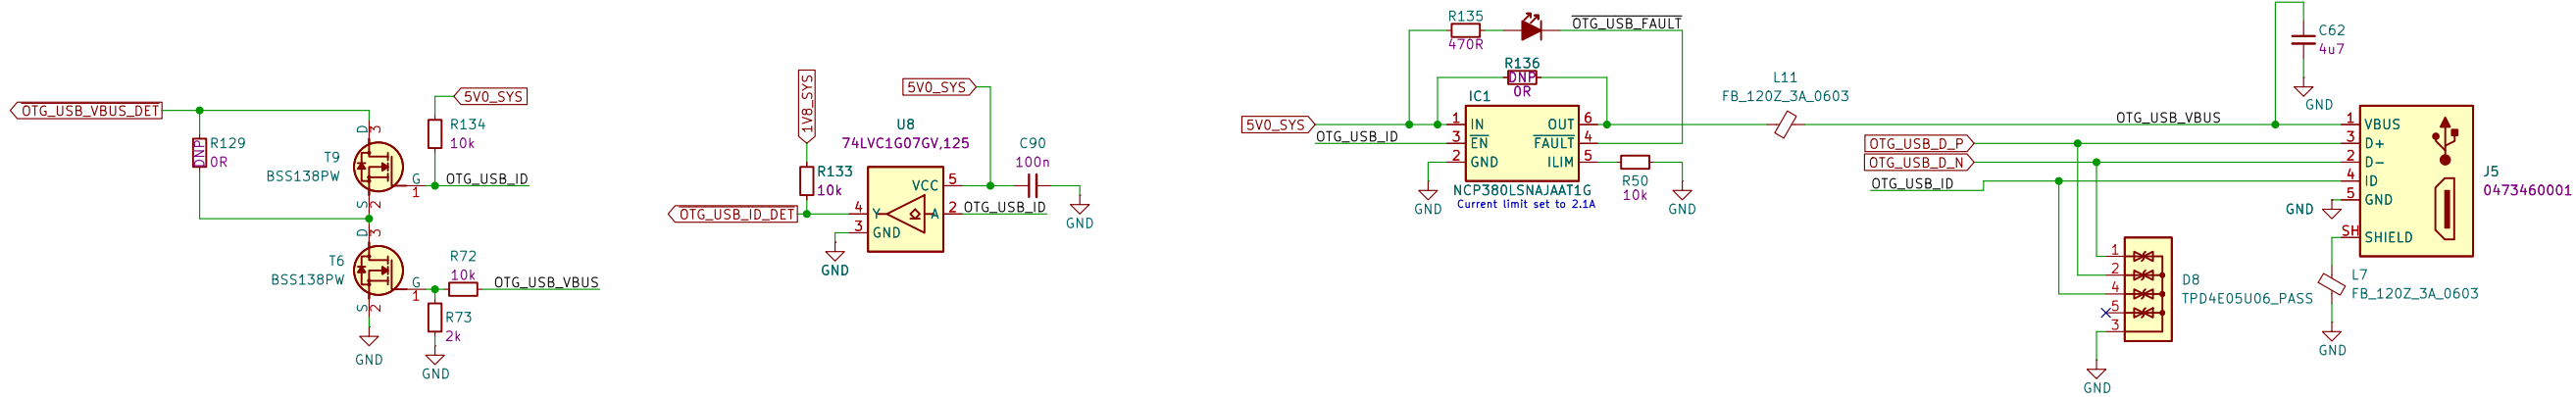 OTG_USB_VBUS_DET
R129
DNP
0R
T9
BSS138PW
D
3
G
1
S
2
5V0_SYS
R134
10k
OTG_USB_ID
T6
BSS138PW
D
3
G
1
S
2
R72
10k
OTG_USB_VBUS
R73
2k
GND
GND
1V8_SYS
5V0_SYS
U8
74LVC1G07GV,125
R133
10k
OTG_USB_ID_DET
4
Y
3
GND
VCC
5
A
2
OTG_USB_ID
C90
100n
GND
GND
R135
470R
OTG_USB_FAULT
R136
DNP
0R
IC1
5V0_SYS
OTG_USB_ID
1
IN
3
EN
2
GND
OUT
6
FAULT
4
ILIM
5
NCP380LSNAJAAT1G
Current limit set to 2.1A
GND
R50
10k
GND
L11
FB_120Z_3A_0603
OTG_USB_VBUS
C62
4u7
GND
OTG_USB_D_P
OTG_USB_D_N
OTG_USB_ID
1
VBUS
3
D+
2
D-
4
ID
5
GND
SH
SHIELD
GND
J5
0473460001
1
2
4
5
3
D8
TPD4E05U06_PASS
GND
L7
FB_120Z_3A_0603
GND